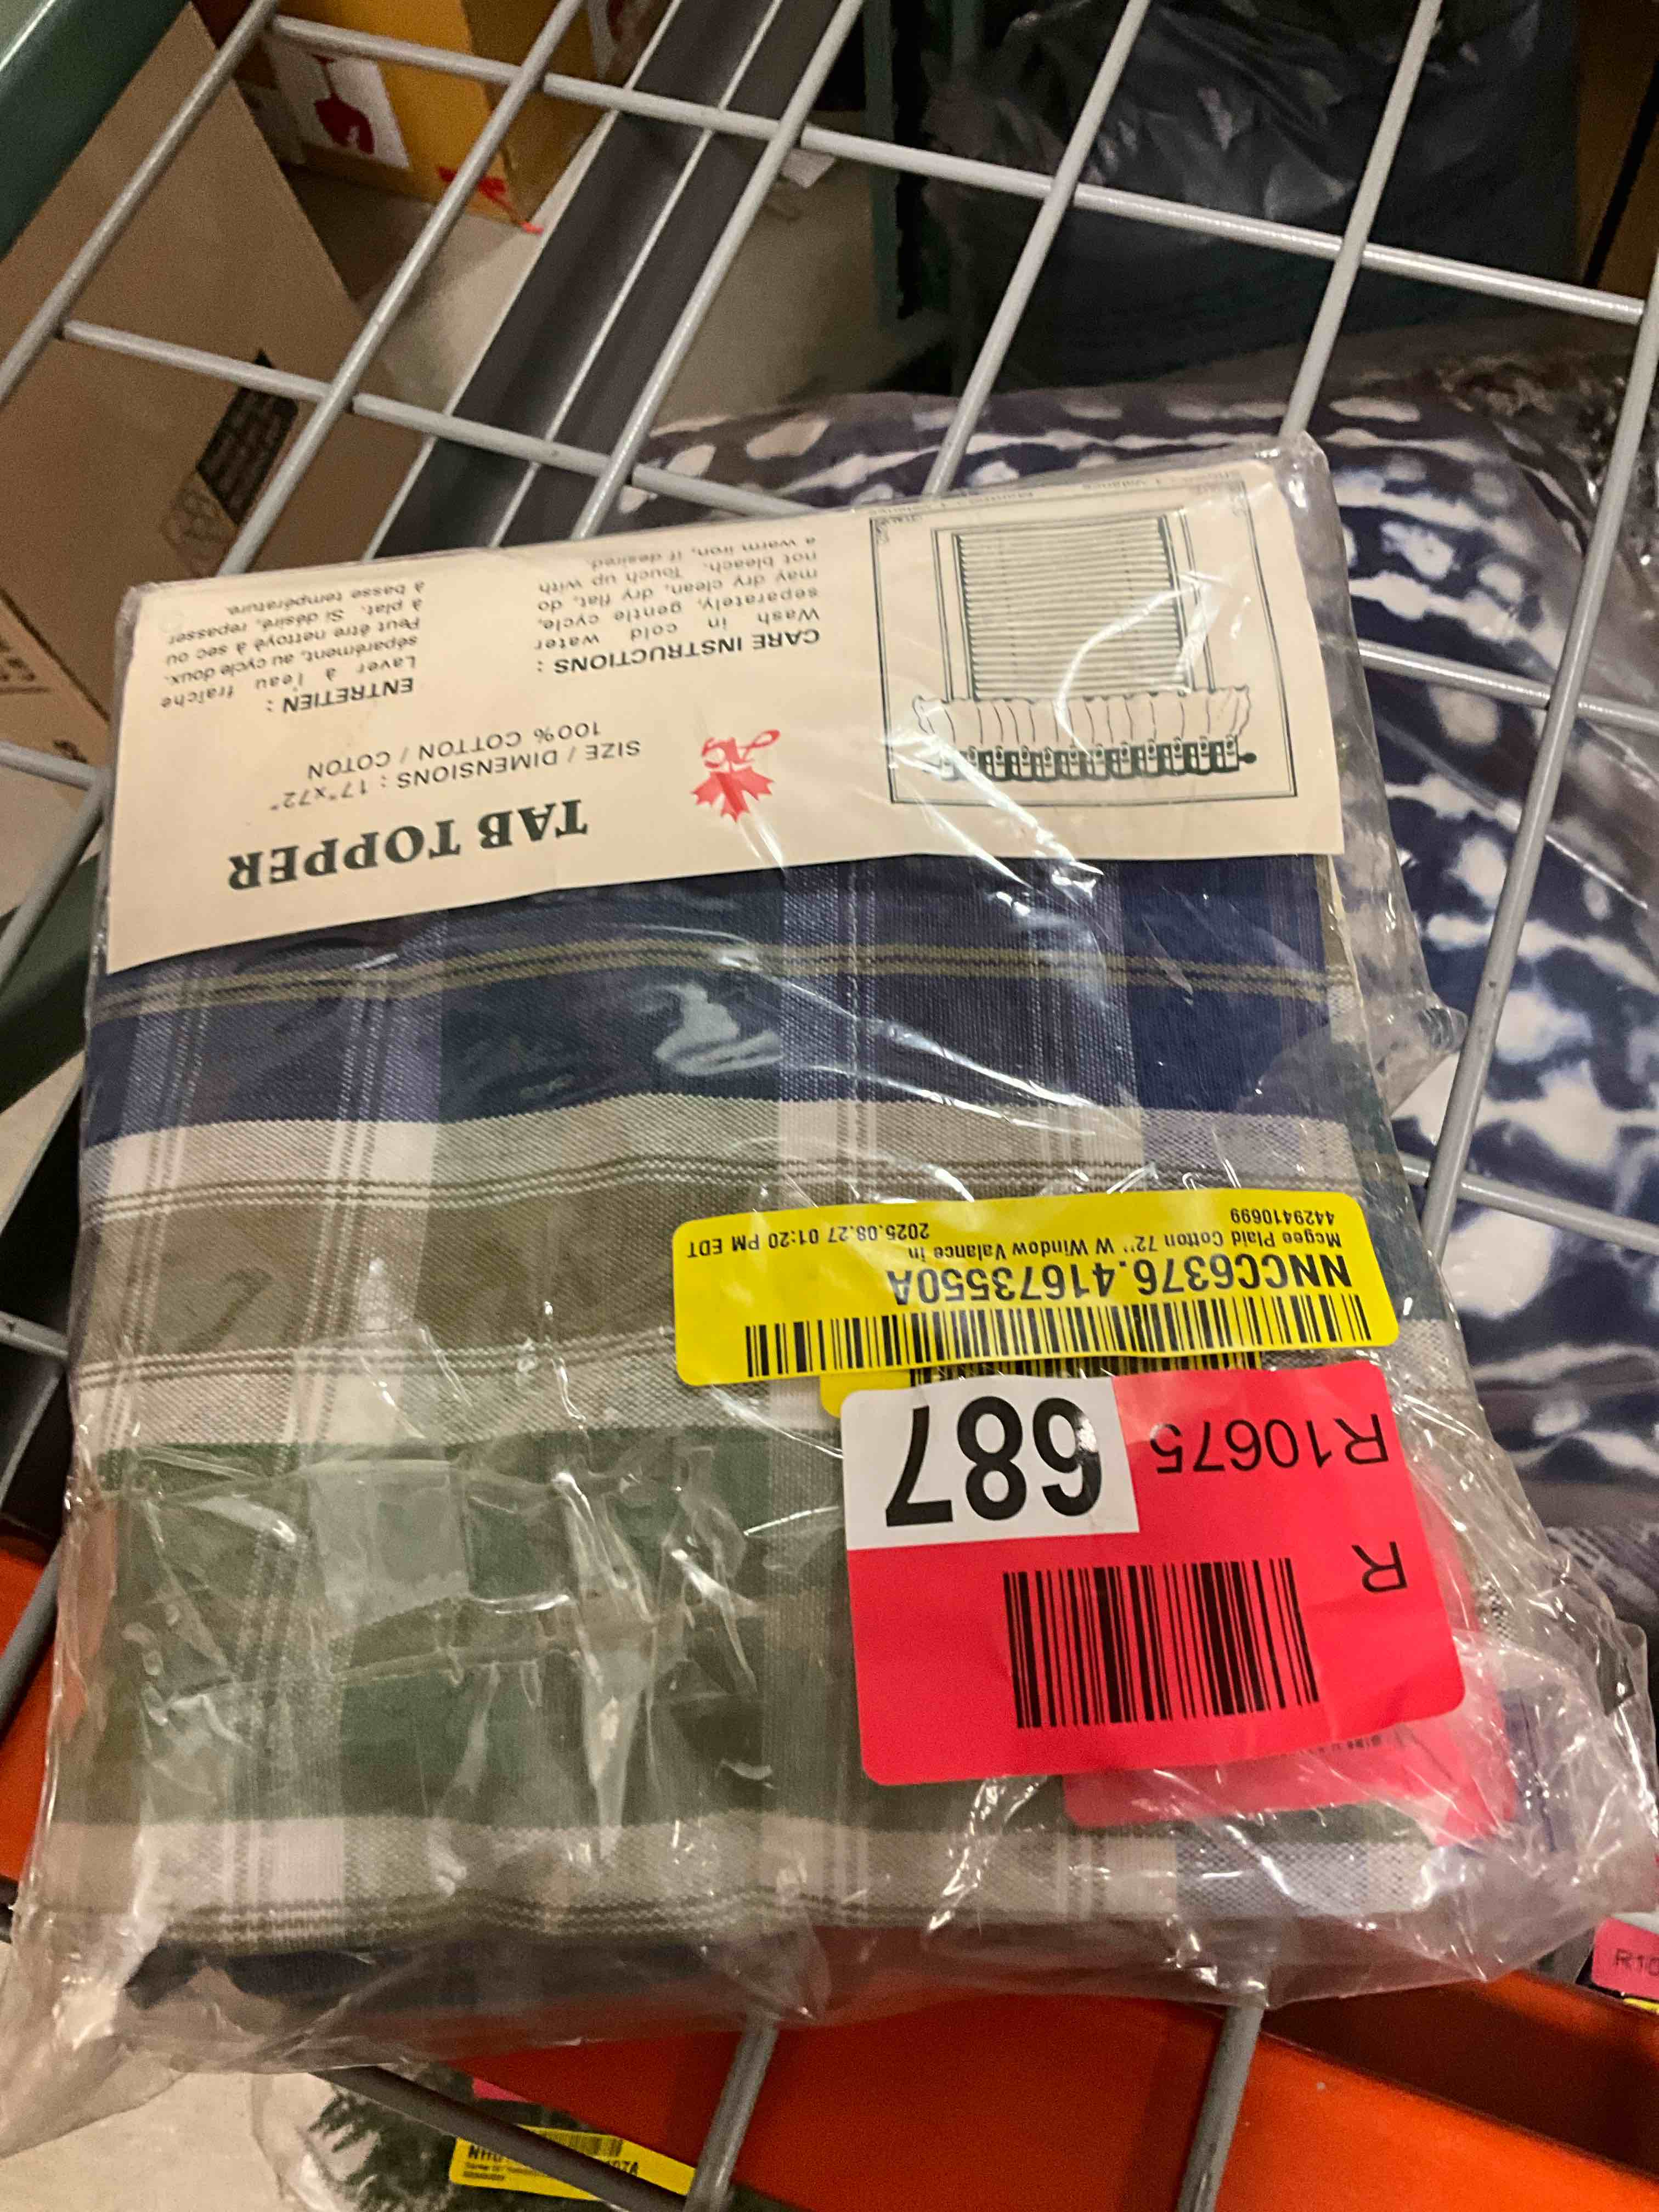 TAB TOPPER
SIZE / DIMENSIONS : 17"x72"
100% COTTON / COTON
CARE INSTRUCTIONS :
Wash in cold water
separately, gentle cycle,
may dry clean, dry flat, do
not bleach. Touch up with
a warm iron, if desired.
ENTRETIEN :
Laver à l'eau fraîche
séparément, au cycle doux.
Peut être nettoyé à sec ou
à plat. Si désiré, repasser
à basse température.
NNCC6376.41673550A
Mcgee Plaid Cotton 72'' W Window Valance in
4429410699
2025.08.27 01:20 PM EDT
687
R10675
R
R10